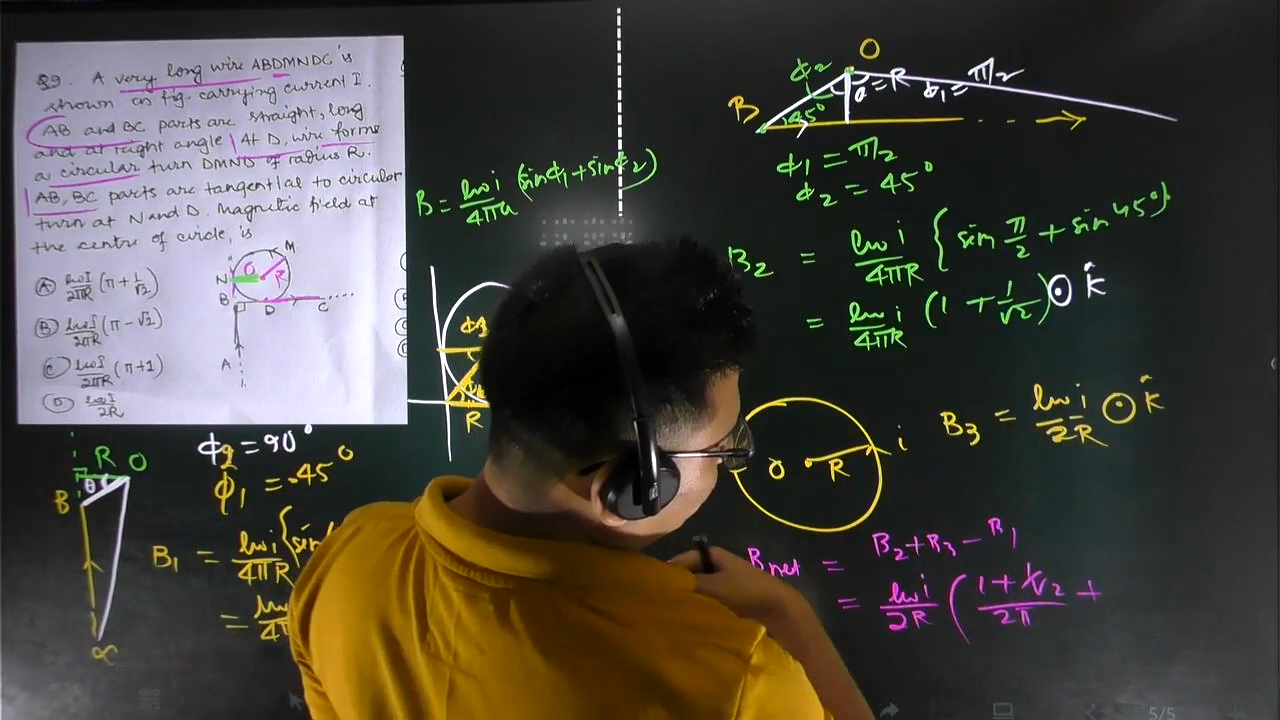 Q9. A very long wire ABDMNDC is
shown in fig. carrying current I.
AB and BC parts are straight, long
and at right angle. At D, wire forms
a circular turn DMND of radius R.
AB, BC parts are tangential to circular
turn at N and D. Magnetic field at
the centre of circle, is
(A) μ₀I/2πR (π + 1/√2)
(B) μ₀I/2πR (π − √2)
(C) μ₀I/2πR (π + 1)
(D) μ₀I/2R
M
O
R
N
B
D
C
A
B = μ₀i/4πa (sinϕ₁ + sinϕ₂)
R
O
B
θ
α
ϕ₂ = 90°
ϕ₁ = 45°
B₁ = μ₀i/4πR {sin
=
R
O
ϕ₂
45°
B
a = R
ϕ₁ = π/2
ϕ₁ = π/2
ϕ₂ = 45°
B₂ = μ₀i/4πR {sin π/2 + sin 45°}
= μ₀i/4πR (1 + 1/√2) ⊙ k̂
O
R
i
B₃ = μ₀i/2R ⊙ k̂
Bnet = B₂ + B₃ − B₁
= μ₀i/2R ( 1 + 1/√2 / 2π +
5/5